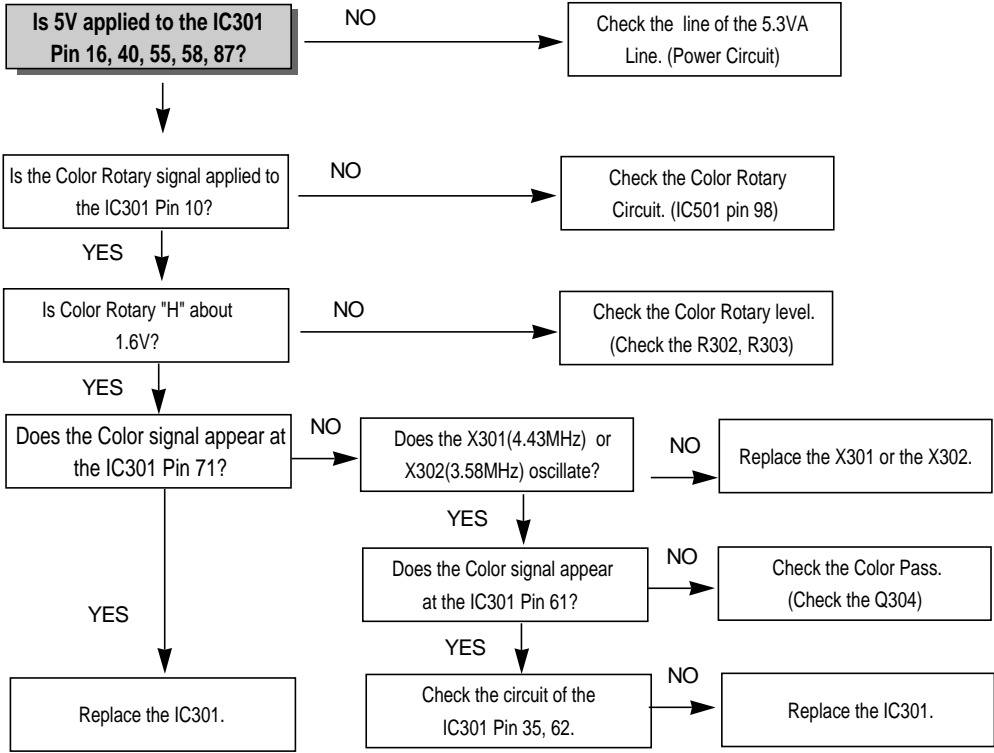 Is 5V applied to the IC301
Pin 16, 40, 55, 58, 87?
NO
Check the line of the 5.3VA
Line. (Power Circuit)
Is the Color Rotary signal applied to
the IC301 Pin 10?
NO
Check the Color Rotary
Circuit. (IC501 pin 98)
YES
Is Color Rotary "H" about
1.6V?
NO
Check the Color Rotary level.
(Check the R302, R303)
YES
Does the Color signal appear at
the IC301 Pin 71?
NO
Does the X301(4.43MHz) or
X302(3.58MHz) oscillate?
NO
Replace the X301 or the X302.
YES
Does the Color signal appear
at the IC301 Pin 61?
NO
Check the Color Pass.
(Check the Q304)
YES
YES
Replace the IC301.
Check the circuit of the
IC301 Pin 35, 62.
NO
Replace the IC301.